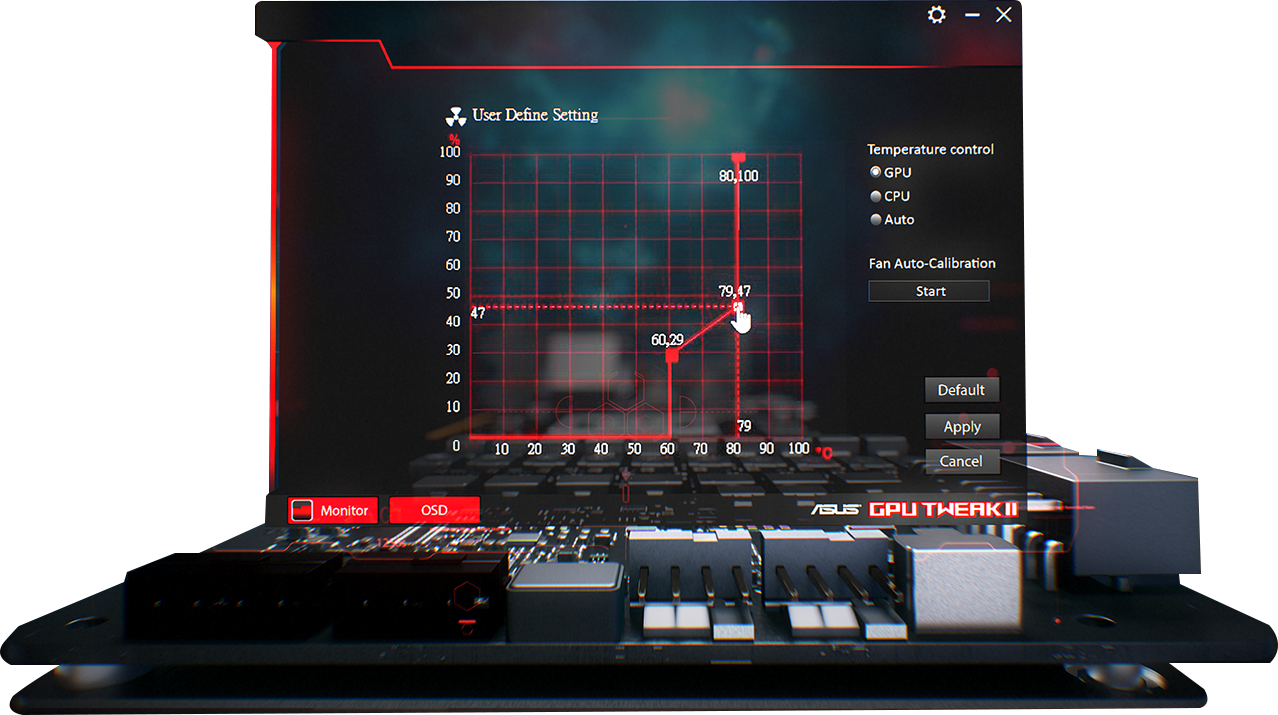 User Define Setting
%
100
90
80
70
60
50
40
30
20
10
0
80,100
79,47
47
60,29
79
10 20 30 40 50 60 70 80 90 100 °C
Temperature control
GPU
CPU
Auto
Fan Auto-Calibration
Start
Default
Apply
Cancel
Monitor
OSD
ASUS GPU TWEAK II